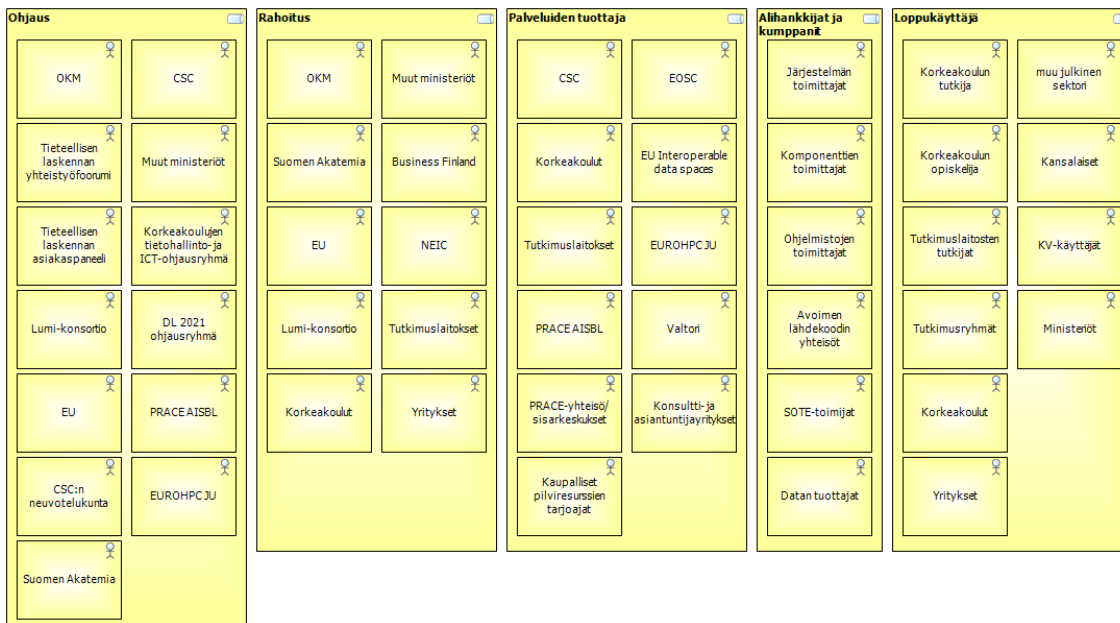 Ohjaus
OKM
CSC
Tieteellisen
laskennan
yhteistyöfoorumi
Muut ministeriöt
Tieteellisen
laskennan
asiakaspaneeli
Korkeakoulujen
tietohallinto-ja
ICT-ohjausryhmä
Lumi-konsortio
DL 2021
ohjausryhmä
EU
PRACE AISBL
CSC:n
neuvotelukunta
EUROHPC JU
Suomen Akatemia
Rahoitus
OKM
Muut ministeriöt
Suomen Akatemia
Business Finland
EU
NEIC
Lumi-konsortio
Tutkimuslaitokset
Korkeakoulut
Yritykset
Palveluiden tuottaja
CSC
EOSC
Korkeakoulut
EU Interoperable
data spaces
Tutkimuslaitokset
EUROHPC JU
PRACE AISBL
Valtori
PRACE-yhteisö/
sisarkeskukset
Konsultti-ja
asiantuntijayritykset
Kaupalliset
pilviresurssien
tarjoajat
Alihankkijat ja
kumppanit
Järjestelmän
toimittajat
Komponenttien
toimittajat
Ohjelmistojen
toimittajat
Avoimen
lähdekoodin
yhteisöt
SOTE-toimijat
Datan tuottajat
Loppukäyttäjä
Korkeakoulun
tutkija
muu julkinen
sektori
Korkeakoulun
opiskelija
Kansalaiset
Tutkimuslaitosten
tutkijat
KV-käyttäjät
Tutkimusryhmät
Ministeriöt
Korkeakoulut
Yritykset